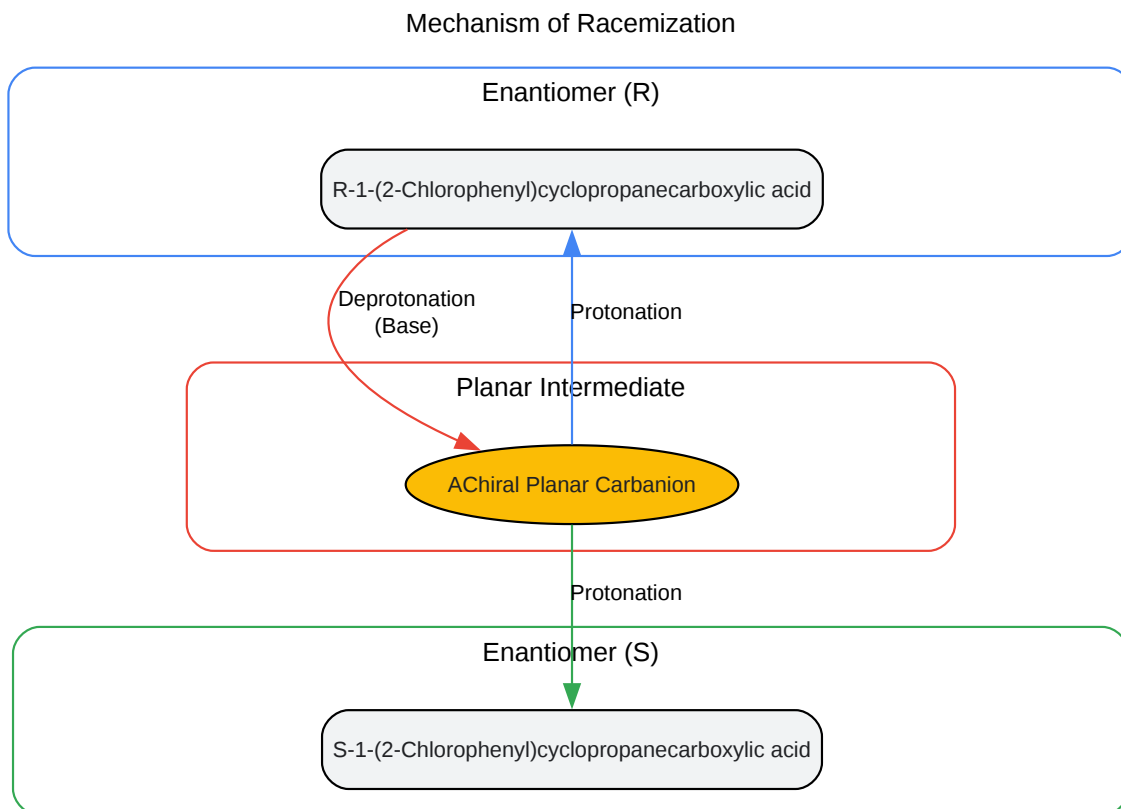 Mechanism of Racemization
Enantiomer (R)
R-1-(2-Chlorophenyl)cyclopropanecarboxylic acid
Deprotonation
(Base)
Protonation
Planar Intermediate
AChiral Planar Carbanion
Protonation
Enantiomer (S)
S-1-(2-Chlorophenyl)cyclopropanecarboxylic acid